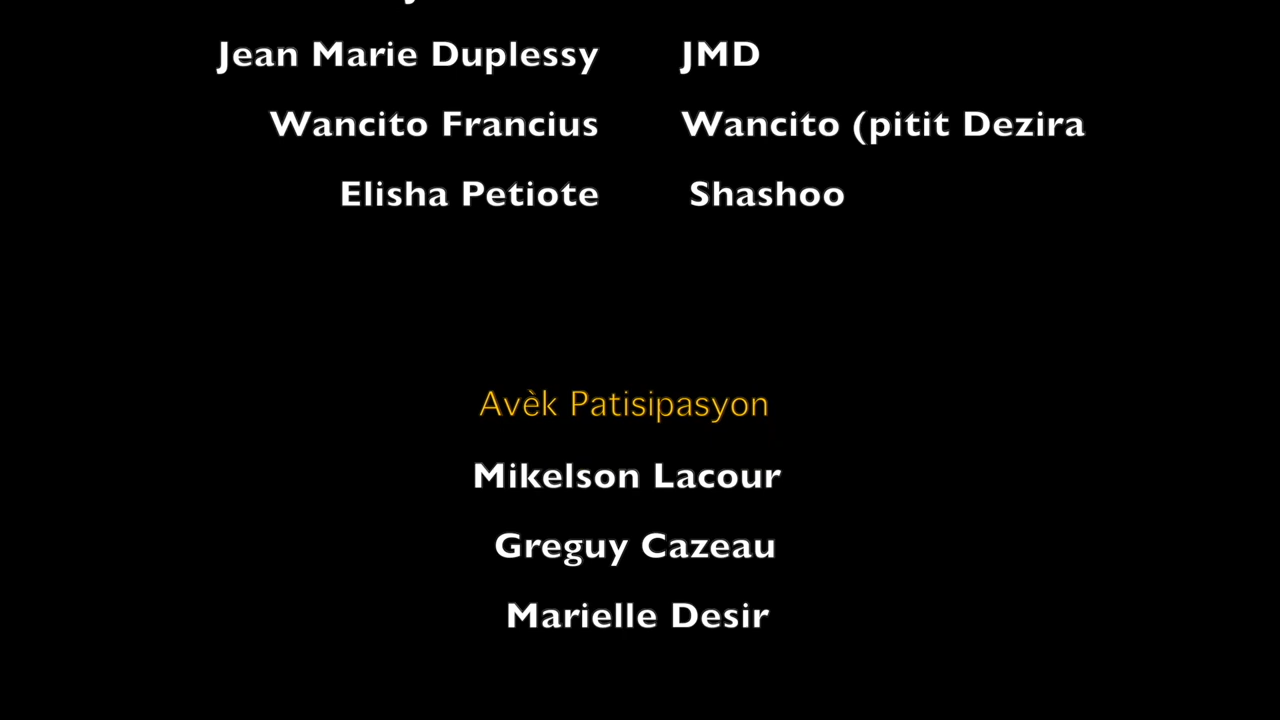 Jean Marie Duplessy JMD
Wancito Francius Wancito (pitit Dezira
Elisha Petiote Shashoo
Avèk Patisipasyon
Mikelson Lacour
Greguy Cazeau
Marielle Desir